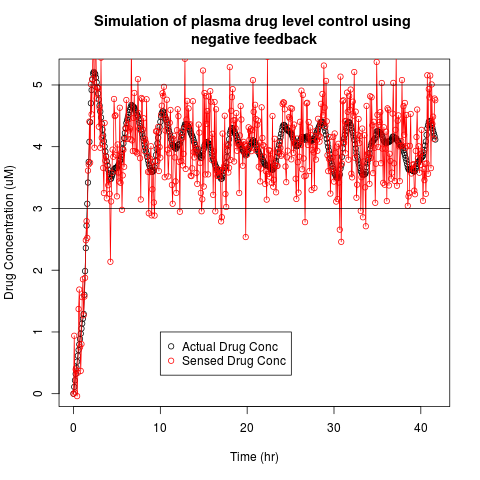 Simulation of plasma drug level control using
negative feedback
Drug Concentration (uM)
5
4
3
2
1
0
Actual Drug Conc
Sensed Drug Conc
0 10 20 30 40
Time (hr)